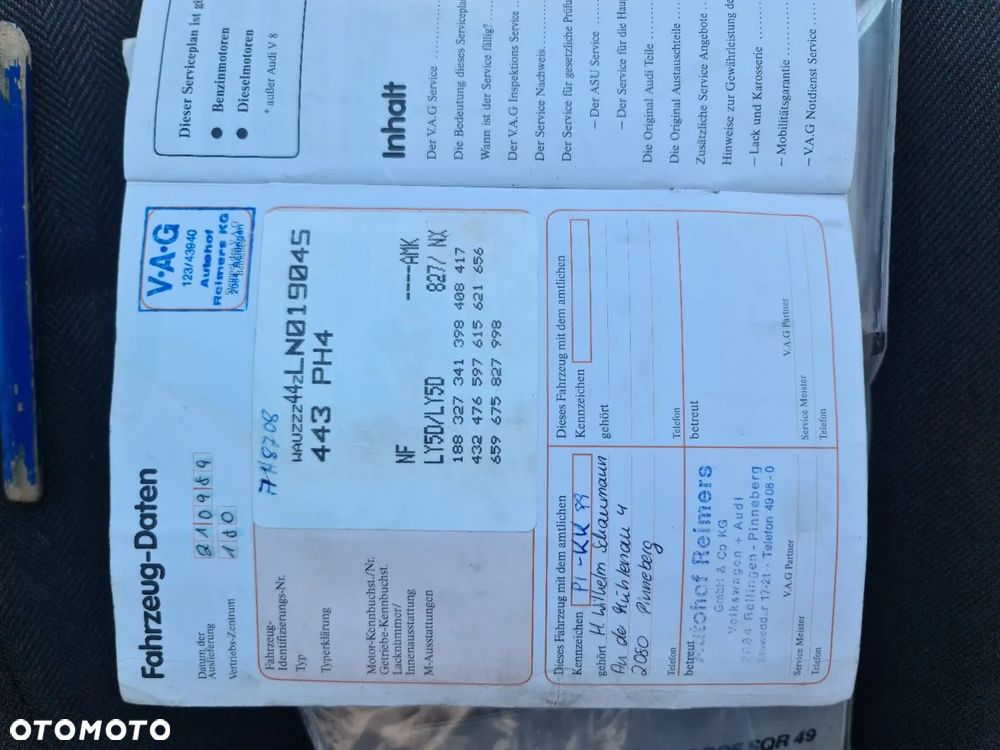 Dieser Serviceplan ist
● Benzinmotoren
● Dieselmotoren
* außer Audi V 8
Inhalt
Der V.A.G Service
Die Bedeutung dieses Serviceplan
Wann ist der Service fällig?
Der V.A.G Inspektions Service
Der Service Nachweis
Der Service für gesetzliche
– Der ASU Service
– Der Service für die
Die Original Audi Teile
Die Original Austauschteile
Zusätzliche Service Angebote
Hinweise zur Gewährleistung
– Lack und Karosserie
– Mobilitätsgarantie
– V.A.G Notdienst Service
Fahrzeug-Daten
V·A·G
123/43940
Autohof
Reimers KG
Datum der
Auslieferung
210989
Vertriebs-Zentrum
180
Fahrzeug-
Identifizierungs-Nr.
WAUZZZ44ZLN019045
Typ
443 PH4
Typerklärung
Motor-Kennbuchst./Nr.
NF ----AMK
Getriebe-Kennbuchst.
Lacknummer/
LY5D/LY5D 827/ NX
Innenausstattung
M-Ausstattungen
188 327 341 398 408 417
432 476 597 615 621 656
659 675 827 998
Dieses Fahrzeug mit dem amtlichen
Kennzeichen PI-KK 99
gehört H. Wilhelm Schaumann
An de Mühlenau 4
2080 Pinneberg
Telefon
betreut
Autohof Reimers
GmbH & Co KG
Volkswagen + Audi
2084 Rellingen - Pinneberg
17-21 · Telefon 4908-0
V.A.G Partner
Service Meister
Telefon
Dieses Fahrzeug mit dem amtlichen
Kennzeichen
gehört
Telefon
betreut
V.A.G Partner
Service Meister
Telefon
49
OTOMOTO